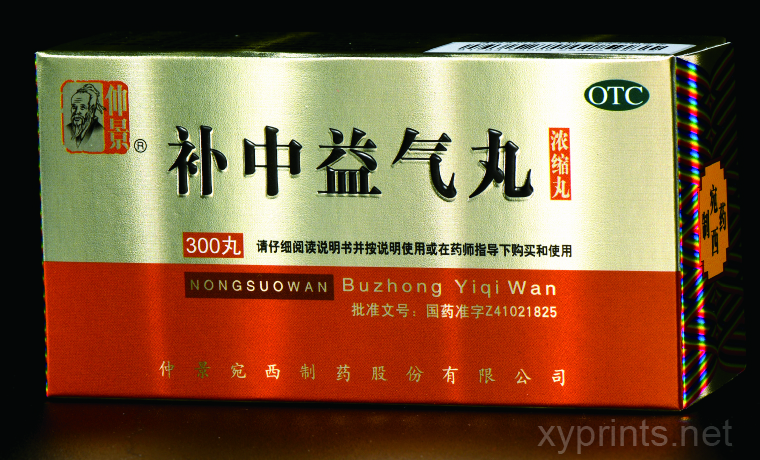 仲景
®
补中益气丸
浓缩丸
OTC
300丸 请仔细阅读说明书并按说明使用或在药师指导下购买和使用
NONGSUOWAN Buzhong Yiqi Wan
批准文号：国药准字Z41021825
仲景宛西制药股份有限公司
宛西制药
xyprints.net